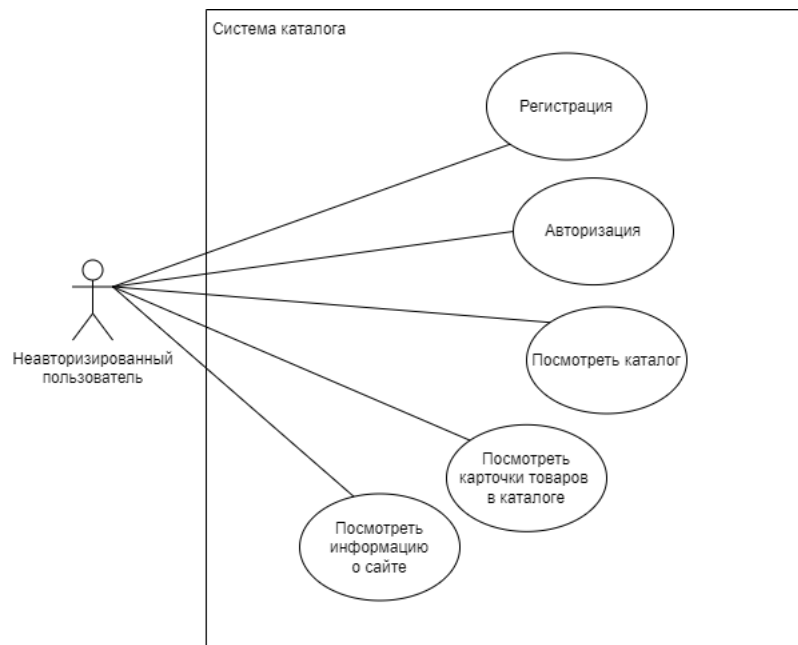 Система каталога
Регистрация
Авторизация
Неавторизированный
пользователь
Посмотреть каталог
Посмотреть
карточки товаров
в каталоге
Посмотреть
информацию
о сайте